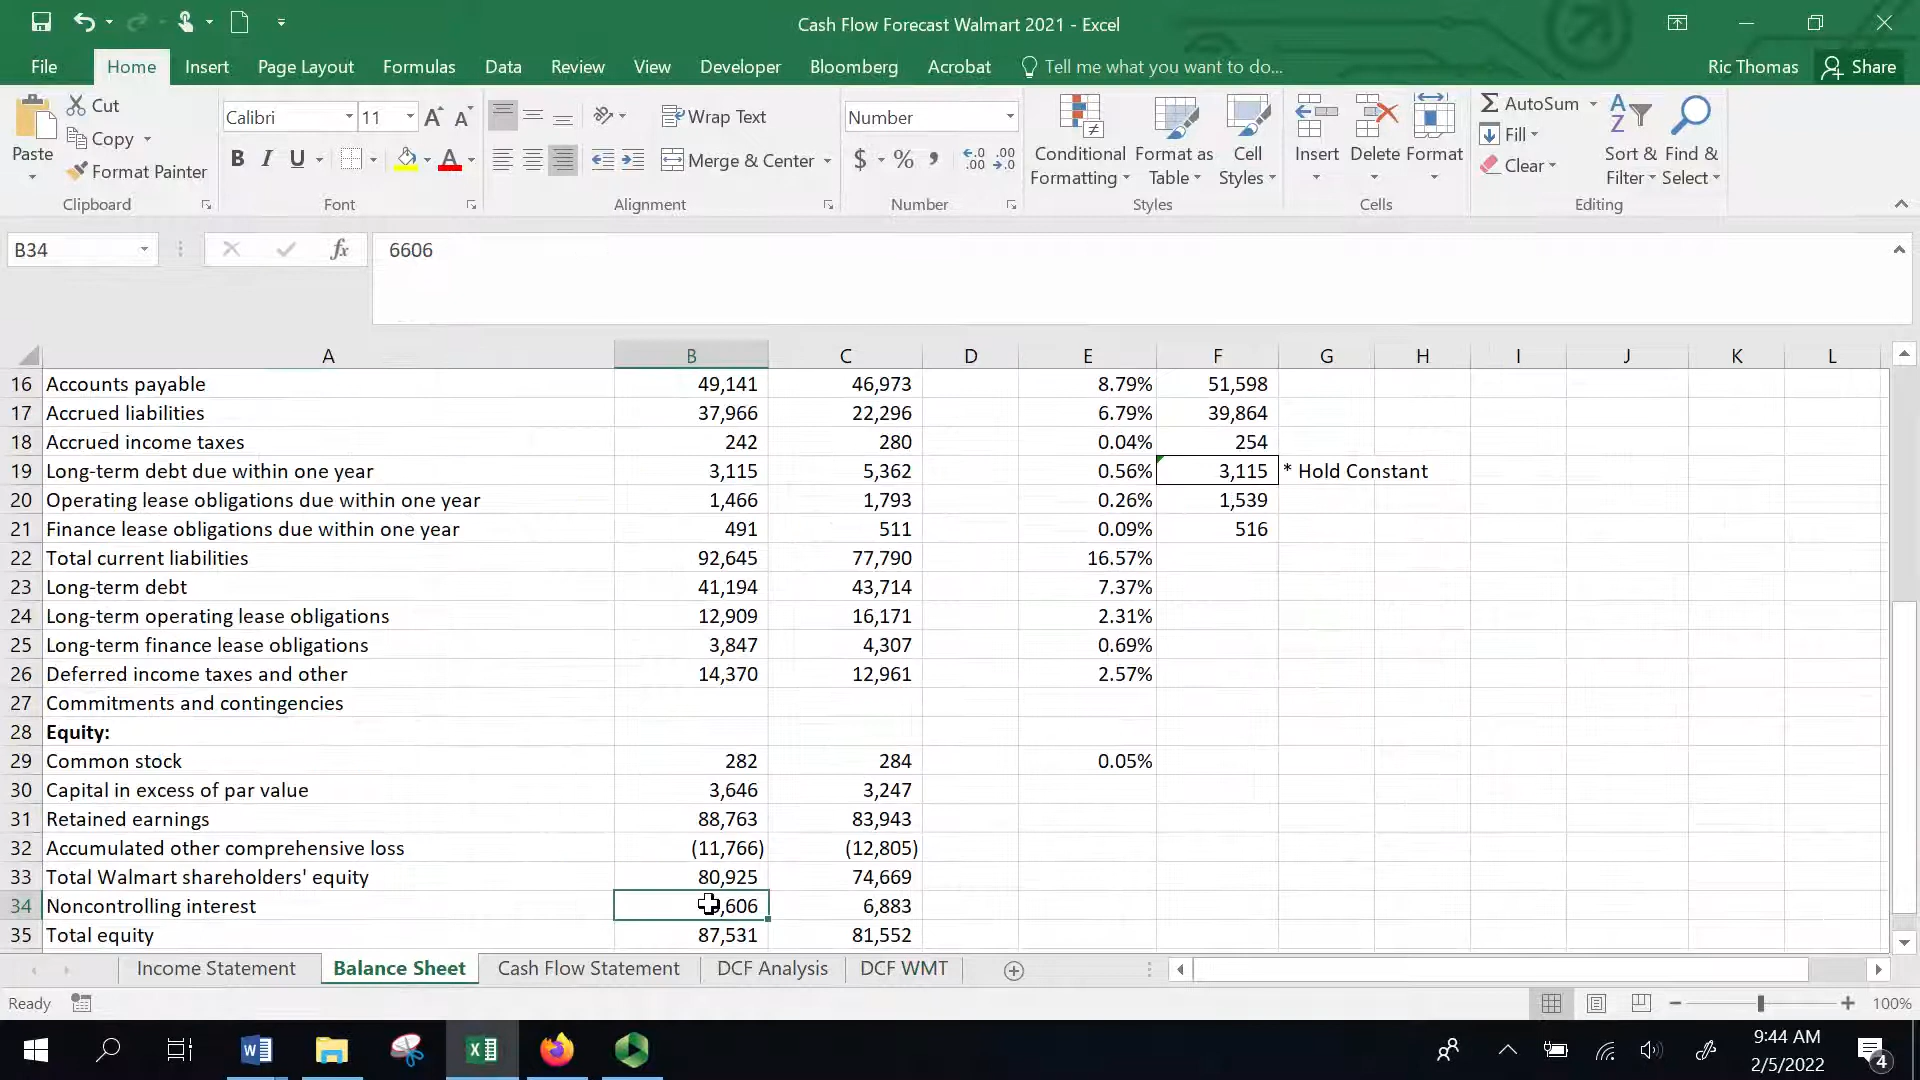 Cash Flow Forecast Walmart 2021 - Excel
File Home Insert Page Layout Formulas Data Review View Developer Bloomberg Acrobat Tell me what you want to do... Ric Thomas Share
Paste Cut Copy Format Painter Clipboard
Calibri 11 A A B I U A Font
Wrap Text Merge & Center Alignment
Number $ % , .0 .00 .00 .0 Number
Conditional Formatting Format as Table Cell Styles Styles
Insert Delete Format Cells
AutoSum Fill Clear Sort & Filter Find & Select Editing
B34 fx 6606
A B C D E F G H I J K L
16 Accounts payable 49,141 46,973 8.79% 51,598
17 Accrued liabilities 37,966 22,296 6.79% 39,864
18 Accrued income taxes 242 280 0.04% 254
19 Long-term debt due within one year 3,115 5,362 0.56% 3,115 * Hold Constant
20 Operating lease obligations due within one year 1,466 1,793 0.26% 1,539
21 Finance lease obligations due within one year 491 511 0.09% 516
22 Total current liabilities 92,645 77,790 16.57%
23 Long-term debt 41,194 43,714 7.37%
24 Long-term operating lease obligations 12,909 16,171 2.31%
25 Long-term finance lease obligations 3,847 4,307 0.69%
26 Deferred income taxes and other 14,370 12,961 2.57%
27 Commitments and contingencies
28 Equity:
29 Common stock 282 284 0.05%
30 Capital in excess of par value 3,646 3,247
31 Retained earnings 88,763 83,943
32 Accumulated other comprehensive loss (11,766) (12,805)
33 Total Walmart shareholders' equity 80,925 74,669
34 Noncontrolling interest ,606 6,883
35 Total equity 87,531 81,552
Income Statement Balance Sheet Cash Flow Statement DCF Analysis DCF WMT
Ready 100%
9:44 AM
2/5/2022 4